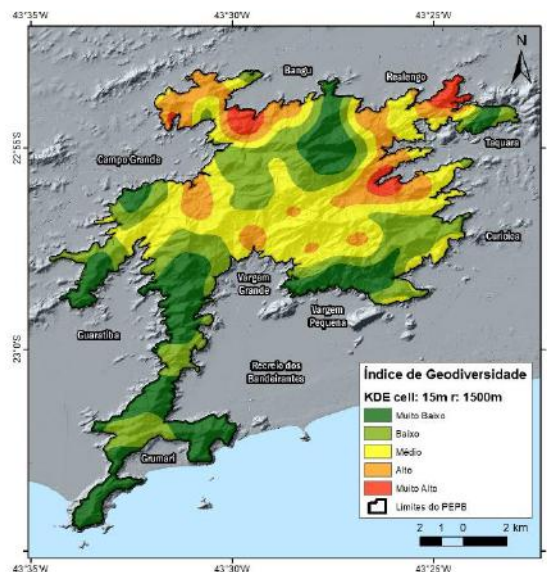 43°35'W 43°30'W 43°25'W
N
Bangu
Realengo
22°55'S
Taquara
Campo Grande
Curicica
Vargem
Grande
Vargem
Pequena
Guaratiba
23°0'S
Recreio dos
Bandeirantes
Grumari
Índice de Geodiversidade
KDE cell: 15m r: 1500m
Muito Baixo
Baixo
Médio
Alto
Muito Alto
Limites do PEPB
2 1 0 2 km
43°35'W 43°30'W 43°25'W